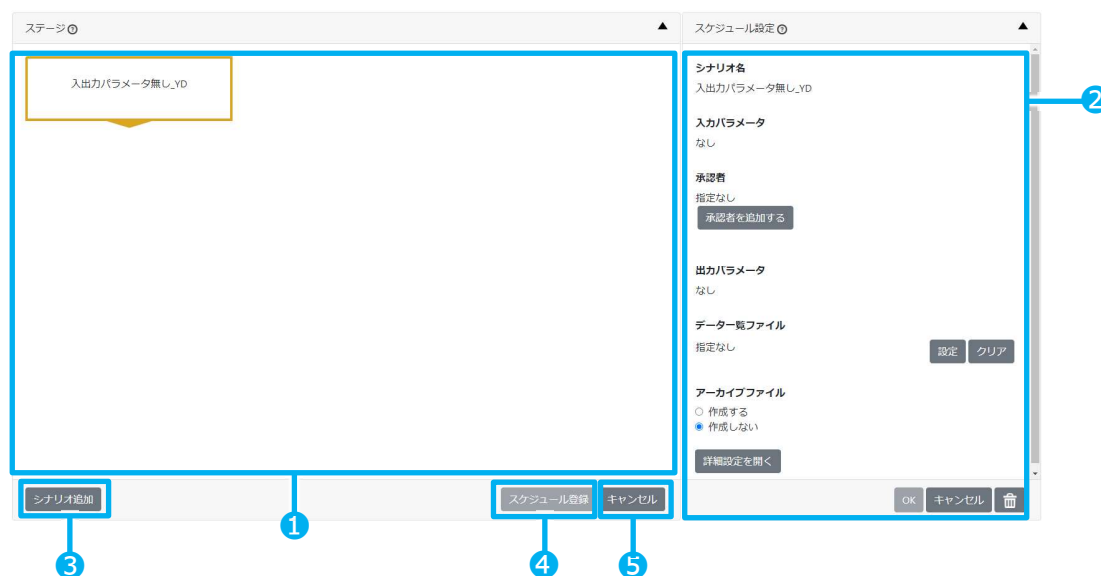 ステージ
入出力パラメータ無し_YD
シナリオ追加
スケジュール登録
キャンセル
スケジュール設定
シナリオ名
入出力パラメータ無し_YD
入力パラメータ
なし
承認者
指定なし
承認者を追加する
出力パラメータ
なし
データ一覧ファイル
指定なし
設定
クリア
アーカイブファイル
作成する
作成しない
詳細設定を開く
OK
キャンセル
1
2
3
4
5